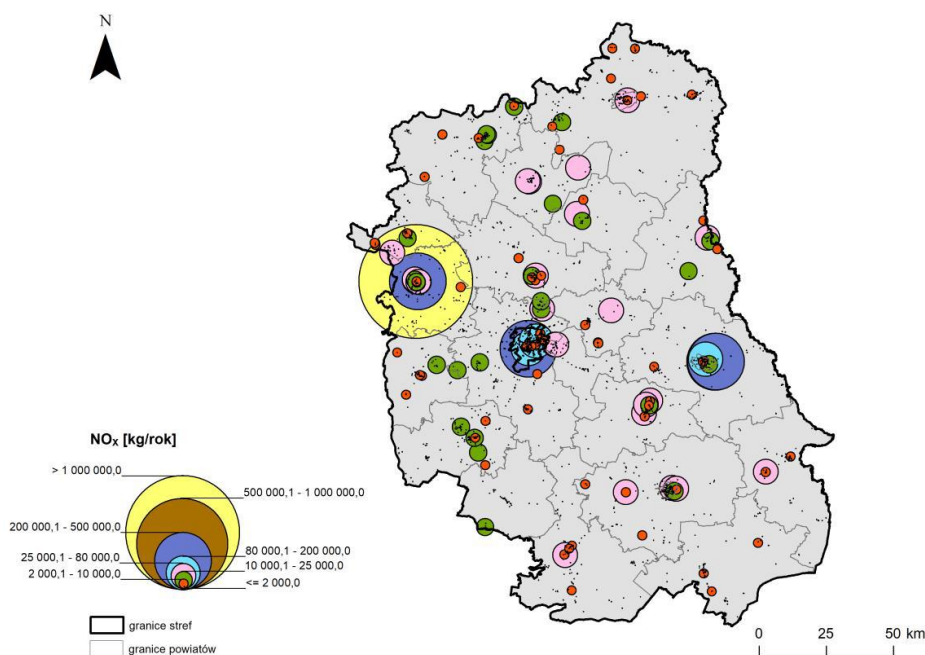 N
NOx [kg/rok]
> 1 000 000,0
500 000,1 - 1 000 000,0
200 000,1 - 500 000,0
80 000,1 - 200 000,0
25 000,1 - 80 000,0
10 000,1 - 25 000,0
2 000,1 - 10 000,0
<= 2 000,0
granice stref
granice powiatów
0 25 50 km